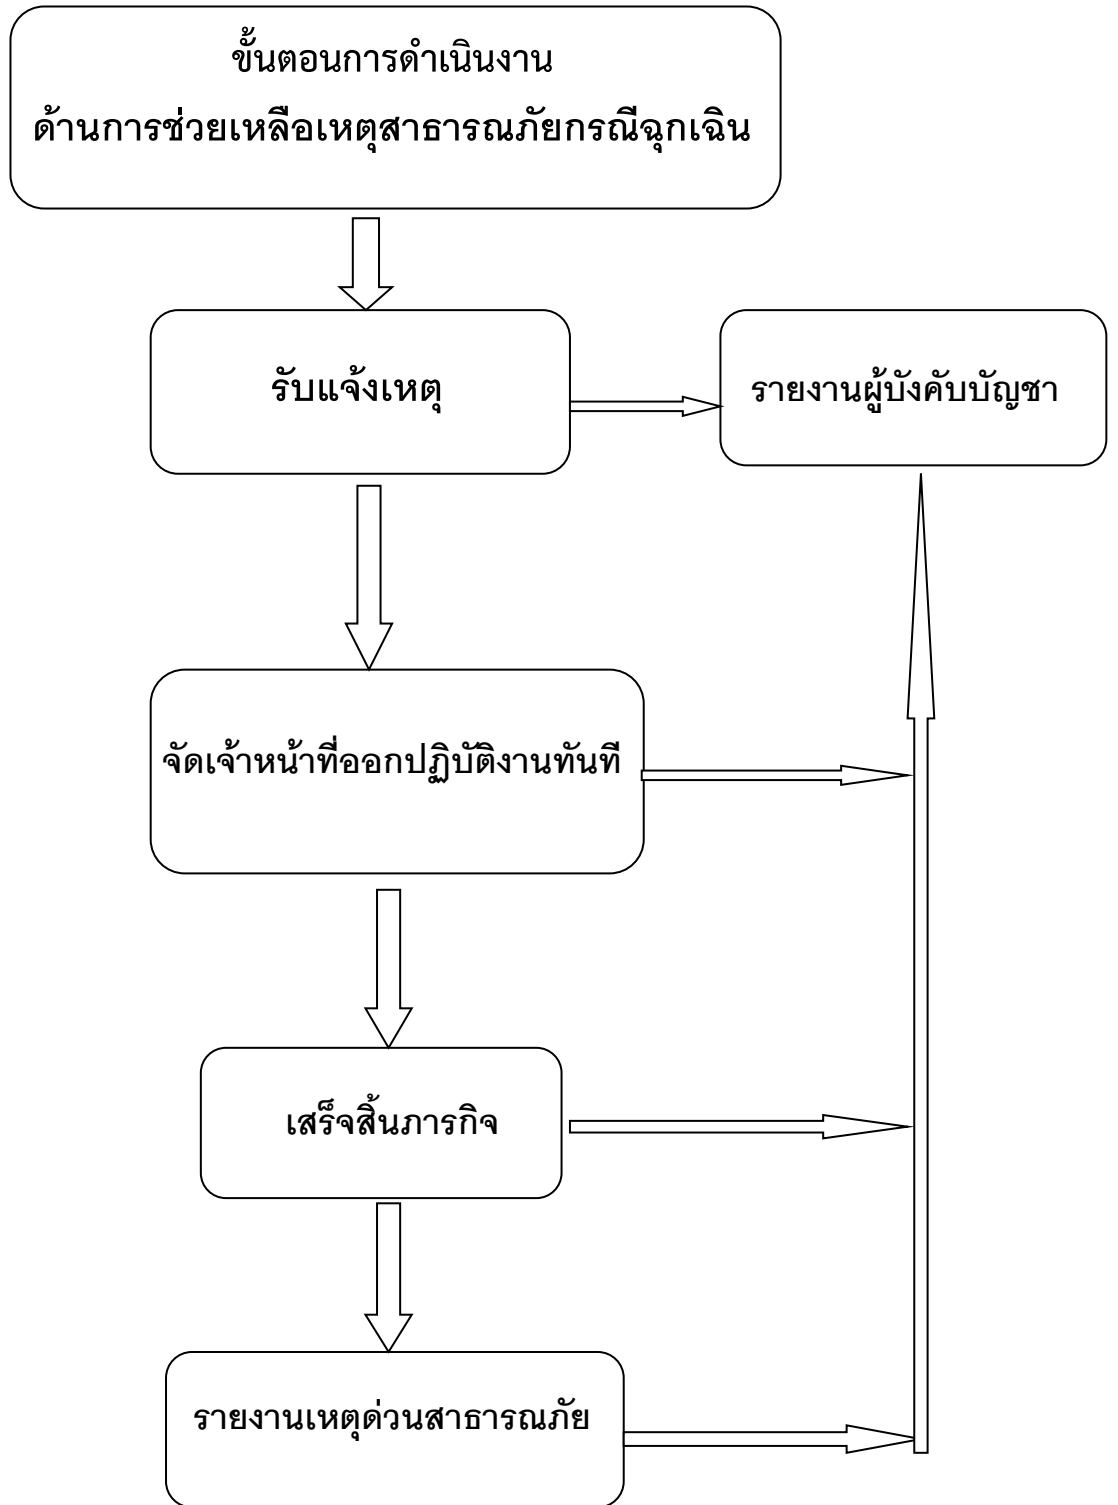 ขั้นตอนการดำเนินงาน
ด้านการช่วยเหลือเหตุสาธารณภัยกรณีฉุกเฉิน
รับแจ้งเหตุ
รายงานผู้บังคับบัญชา
จัดเจ้าหน้าที่ออกปฏิบัติงานทันที
เสร็จสิ้นภารกิจ
รายงานเหตุด่วนสาธารณภัย